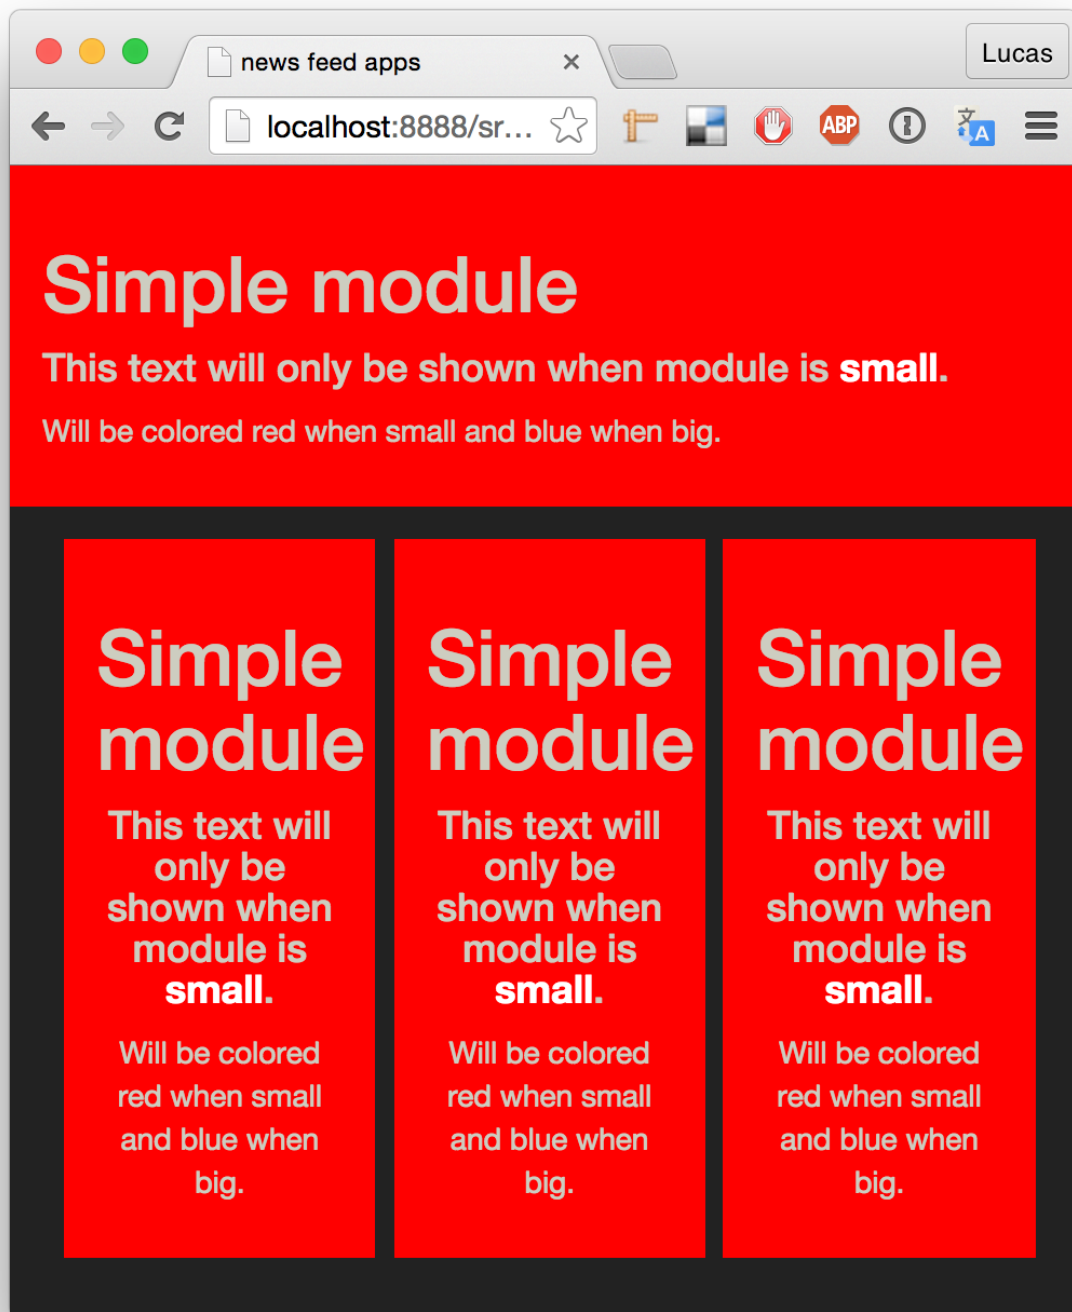 news feed apps
Lucas
localhost:8888/sr...
ABP
A
Simple module
This text will only be shown when module is small.
Will be colored red when small and blue when big.
Simple
module
This text will
only be
shown when
module is
small.
Will be colored
red when small
and blue when
big.
Simple
module
This text will
only be
shown when
module is
small.
Will be colored
red when small
and blue when
big.
Simple
module
This text will
only be
shown when
module is
small.
Will be colored
red when small
and blue when
big.